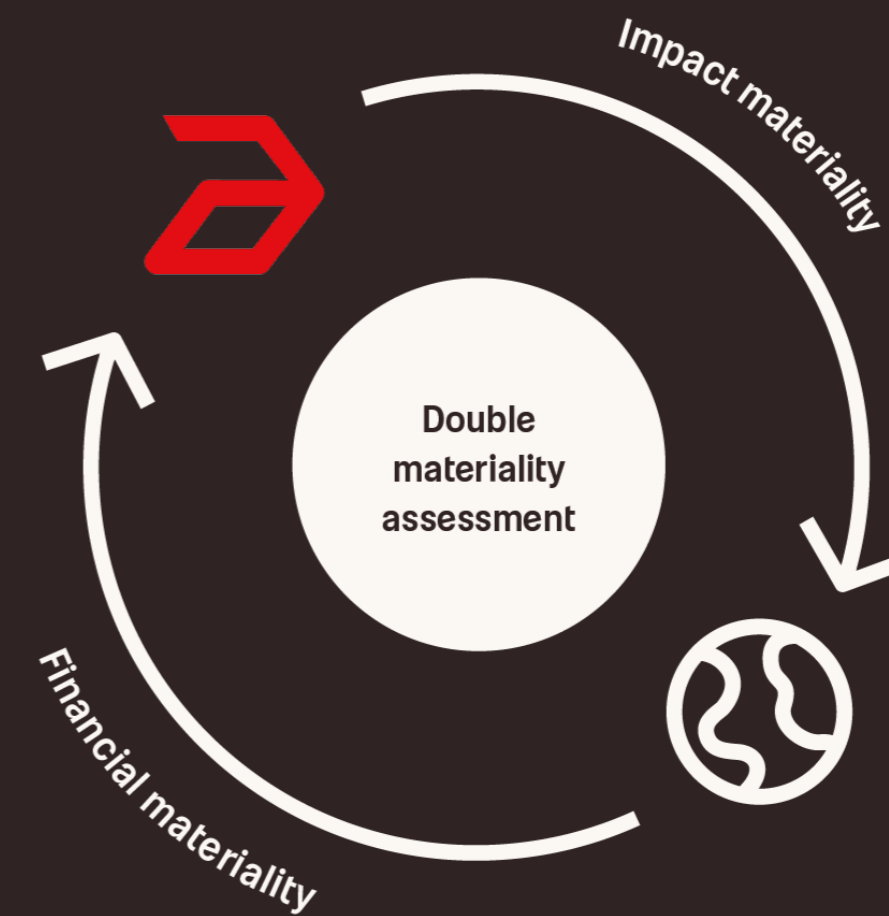 Impact materiality
Double
materiality
assessment
Financial materiality